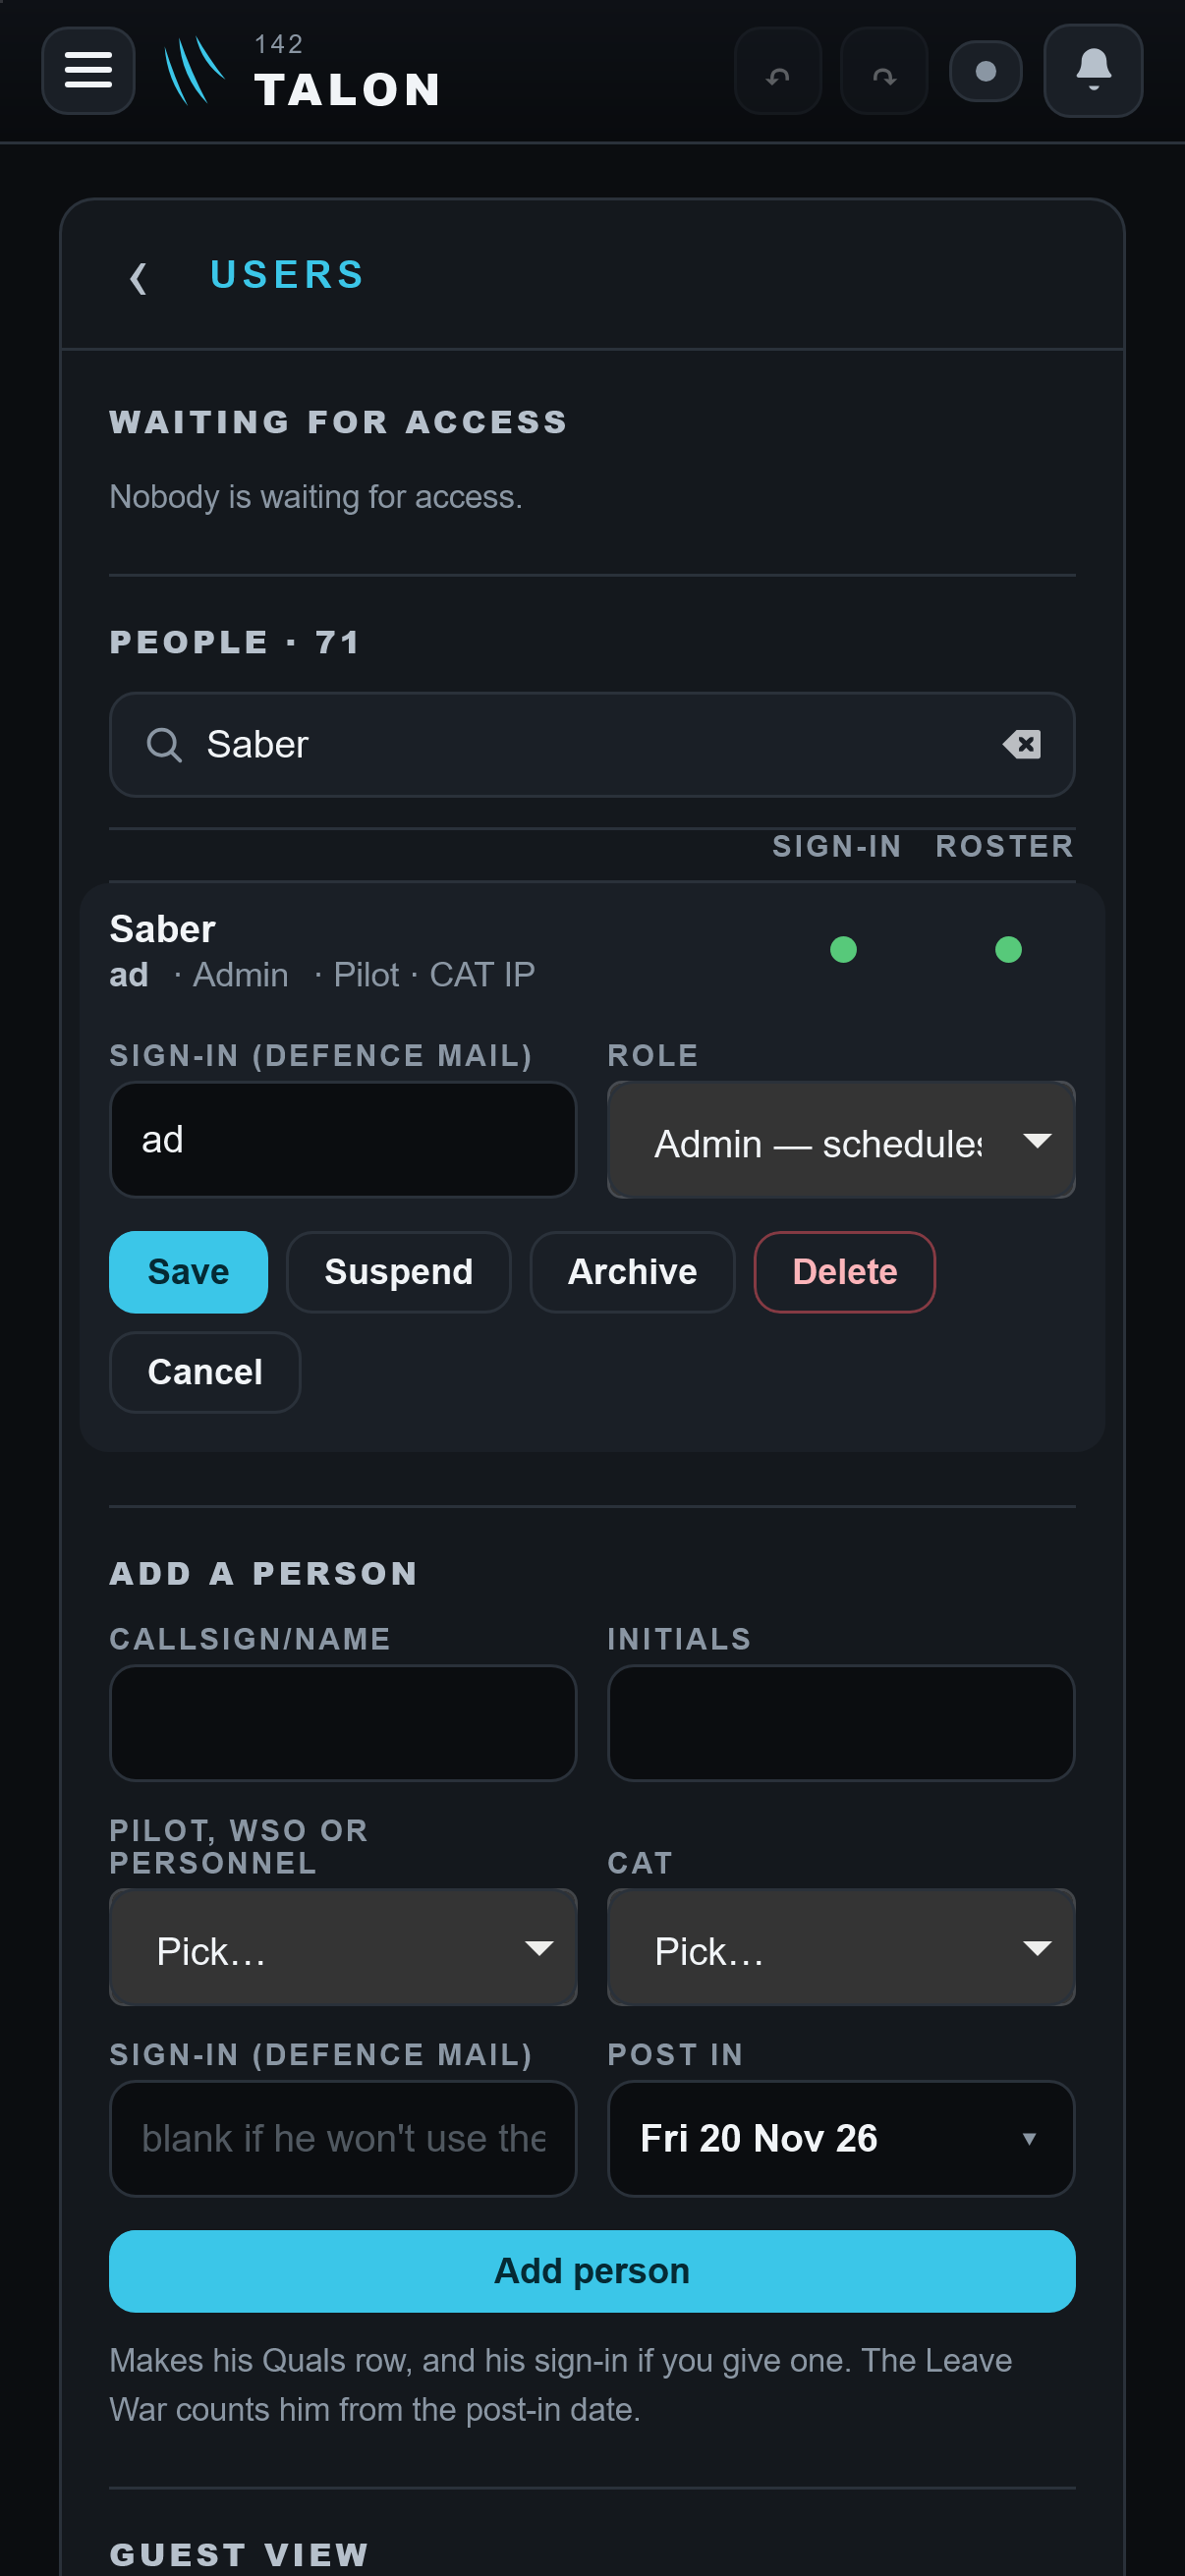 142
TALON
USERS
WAITING FOR ACCESS
Nobody is waiting for access.
PEOPLE · 71
Saber
SIGN-IN ROSTER
Saber
ad · Admin · Pilot · CAT IP
SIGN-IN (DEFENCE MAIL) ROLE
ad Admin — schedules
Save Suspend Archive Delete
Cancel
ADD A PERSON
CALLSIGN/NAME INITIALS
PILOT, WSO OR
PERSONNEL CAT
Pick… Pick…
SIGN-IN (DEFENCE MAIL) POST IN
blank if he won't use the Fri 20 Nov 26
Add person
Makes his Quals row, and his sign-in if you give one. The Leave
War counts him from the post-in date.
GUEST VIEW